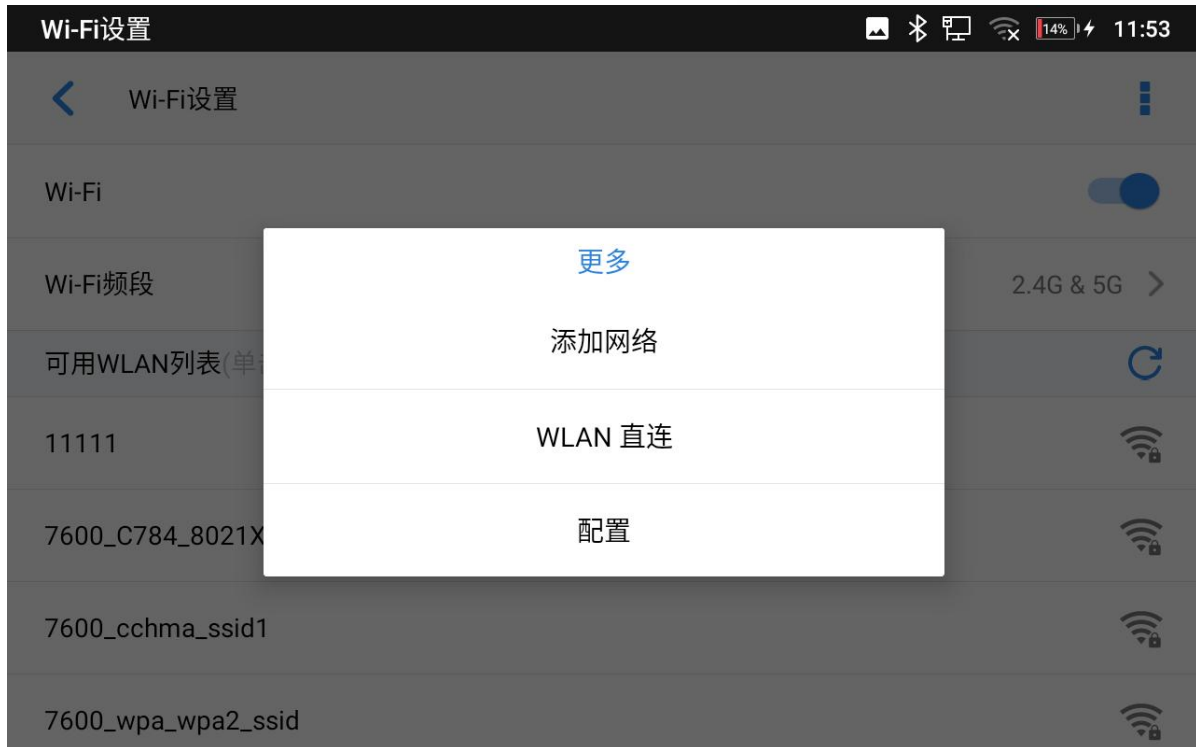 Wi-Fi设置
14%
11:53
Wi-Fi设置
Wi-Fi
Wi-Fi频段
2.4G & 5G
更多
添加网络
WLAN 直连
配置
可用WLAN列表(单
11111
7600_C784_8021X
7600_cchma_ssid1
7600_wpa_wpa2_ssid